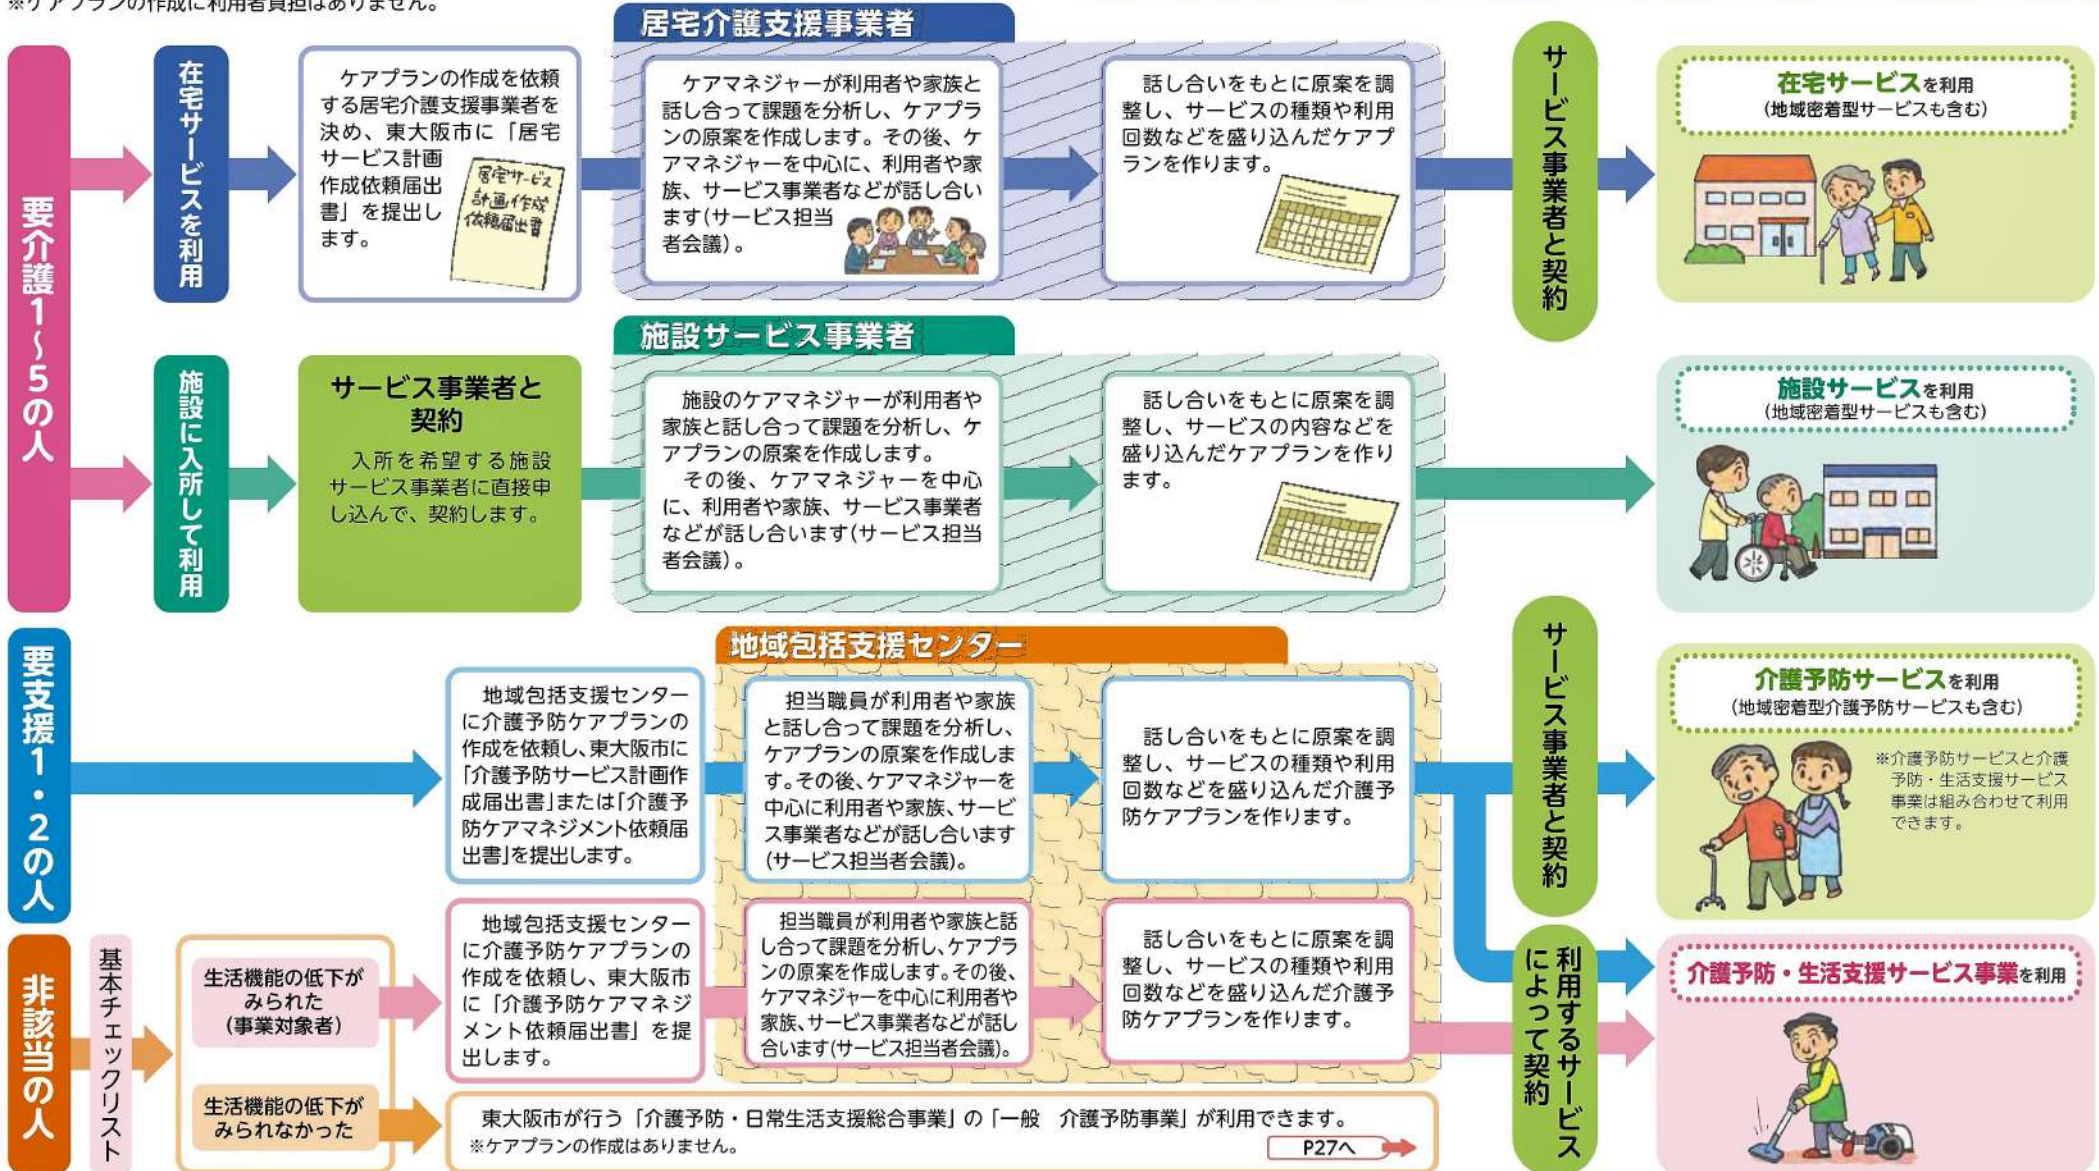 ※ケアプランの作成に利用者負担はありません。
要介護1～5の人
在宅サービスを利用
ケアプランの作成を依頼
する居宅介護支援事業者を
決め、東大阪市に「居宅
サービス計画
作成依頼届出
書」を提出し
ます。
居宅サービス
計画作成
依頼届出書
居宅介護支援事業者
ケアマネジャーが利用者や家族と
話し合って課題を分析し、ケアプラ
ンの原案を作成します。その後、ケ
アマネジャーを中心に、利用者や家
族、サービス事業者などが話し合い
ます(サービス担当
者会議)。
話し合いをもとに原案を調
整し、サービスの種類や利用
回数などを盛り込んだケアプ
ランを作ります。
サービス事業者と契約
在宅サービスを利用
(地域密着型サービスも含む)
施設に入所して利用
サービス事業者と
契約
入所を希望する施設
サービス事業者に直接申
し込んで、契約します。
施設サービス事業者
施設のケアマネジャーが利用者や
家族と話し合って課題を分析し、ケ
アプランの原案を作成します。
その後、ケアマネジャーを中心
に、利用者や家族、サービス事業者
などが話し合います(サービス担当
者会議)。
話し合いをもとに原案を調
整し、サービスの内容などを
盛り込んだケアプランを作り
ます。
施設サービスを利用
(地域密着型サービスも含む)
要支援1・2の人
地域包括支援センター
に介護予防ケアプランの
作成を依頼し、東大阪市に
「介護予防サービス計画作
成届出書」または「介護予
防ケアマネジメント依頼届
出書」を提出します。
地域包括支援センター
担当職員が利用者や家族
と話し合って課題を分析し、
ケアプランの原案を作成しま
す。その後、ケアマネジャーを
中心に利用者や家族、サービ
ス事業者などが話し合います
(サービス担当者会議)。
話し合いをもとに原案を調
整し、サービスの種類や利用
回数などを盛り込んだ介護予
防ケアプランを作ります。
サービス事業者と契約
介護予防サービスを利用
(地域密着型介護予防サービスも含む)
※介護予防サービスと介護
予防・生活支援サービス
事業は組み合わせて利用
できます。
非該当の人
基本チェックリスト
生活機能の低下が
みられた
(事業対象者)
地域包括支援センター
に介護予防ケアプランの
作成を依頼し、東大阪市
に「介護予防ケアマネジ
メント依頼届出書」を提
出します。
担当職員が利用者や家族と話
し合って課題を分析し、ケアプラ
ンの原案を作成します。その後、
ケアマネジャーを中心に利用者や
家族、サービス事業者などが話し
合います(サービス担当者会議)。
話し合いをもとに原案を調
整し、サービスの種類や利用
回数などを盛り込んだ介護予
防ケアプランを作ります。
利用するサービス
によって契約
介護予防・生活支援サービス事業を利用
生活機能の低下が
みられなかった
東大阪市が行う「介護予防・日常生活支援総合事業」の「一般　介護予防事業」が利用できます。
※ケアプランの作成はありません。
P27へ